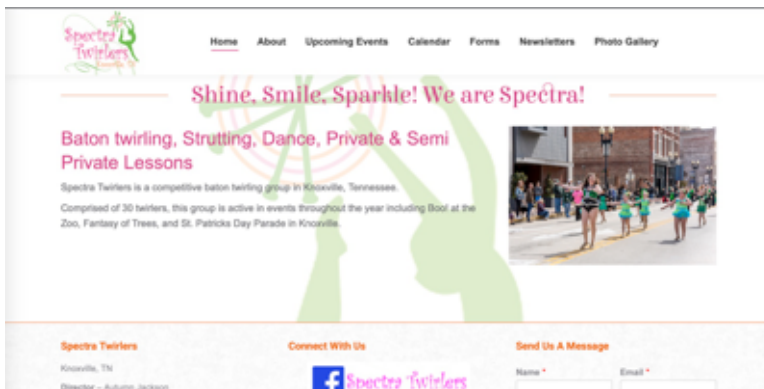 Spectra
Twirlers
Knoxville, TN
Home About Upcoming Events Calendar Forms Newsletters Photo Gallery
Shine, Smile, Sparkle! We are Spectra!
Baton twirling, Strutting, Dance, Private & Semi
Private Lessons
Spectra Twirlers is a competitive baton twirling group in Knoxville, Tennessee.
Comprised of 30 twirlers, this group is active in events throughout the year including Boo! at the
Zoo, Fantasy of Trees, and St. Patricks Day Parade in Knoxville.
Spectra Twirlers
Knoxville, TN
Director – Autumn Jackson
Connect With Us
f Spectra Twirlers
Send Us A Message
Name * Email *